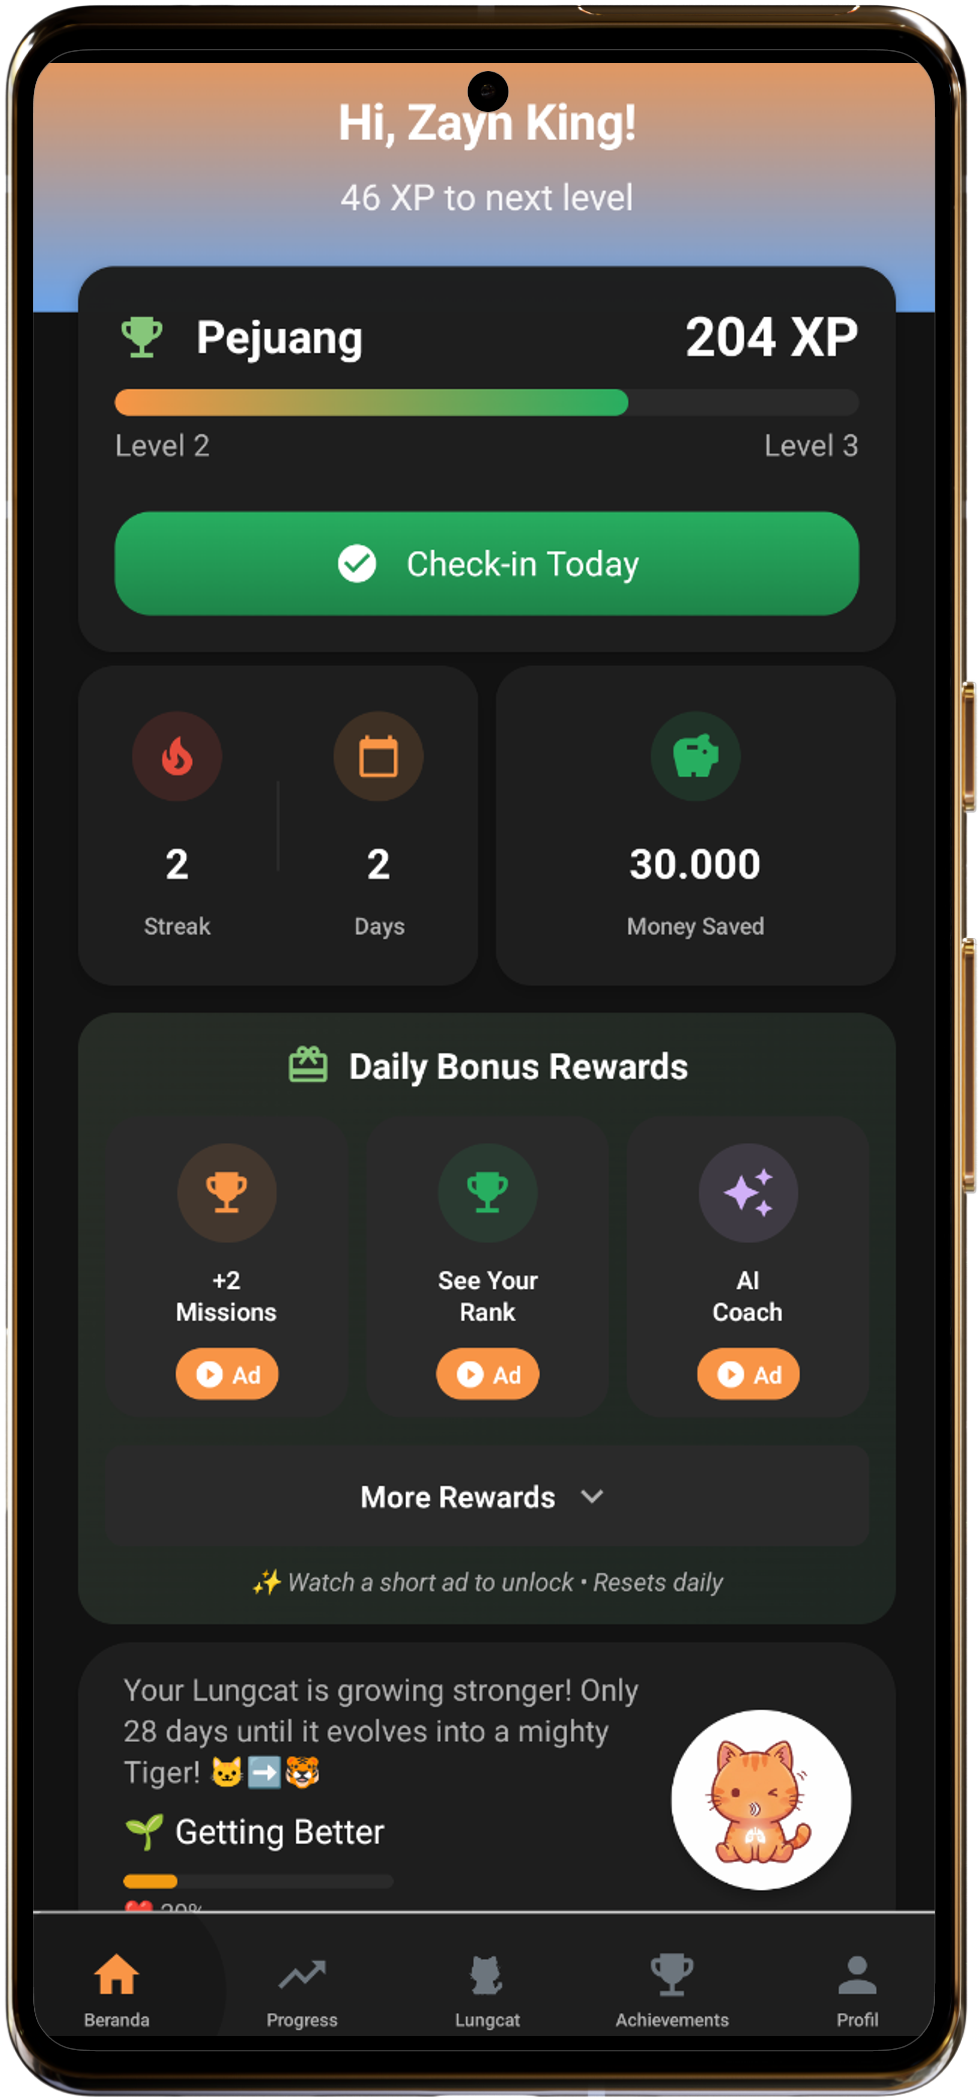 Hi, Zayn King!
46 XP to next level
Pejuang
204 XP
Level 2
Level 3
Check-in Today
2
Streak
2
Days
30.000
Money Saved
Daily Bonus Rewards
+2
Missions
Ad
See Your
Rank
Ad
AI
Coach
Ad
More Rewards
✨ Watch a short ad to unlock • Resets daily
Your Lungcat is growing stronger! Only
28 days until it evolves into a mighty
Tiger! 🐱➡️🐯
🌱 Getting Better
Beranda
Progress
Lungcat
Achievements
Profil